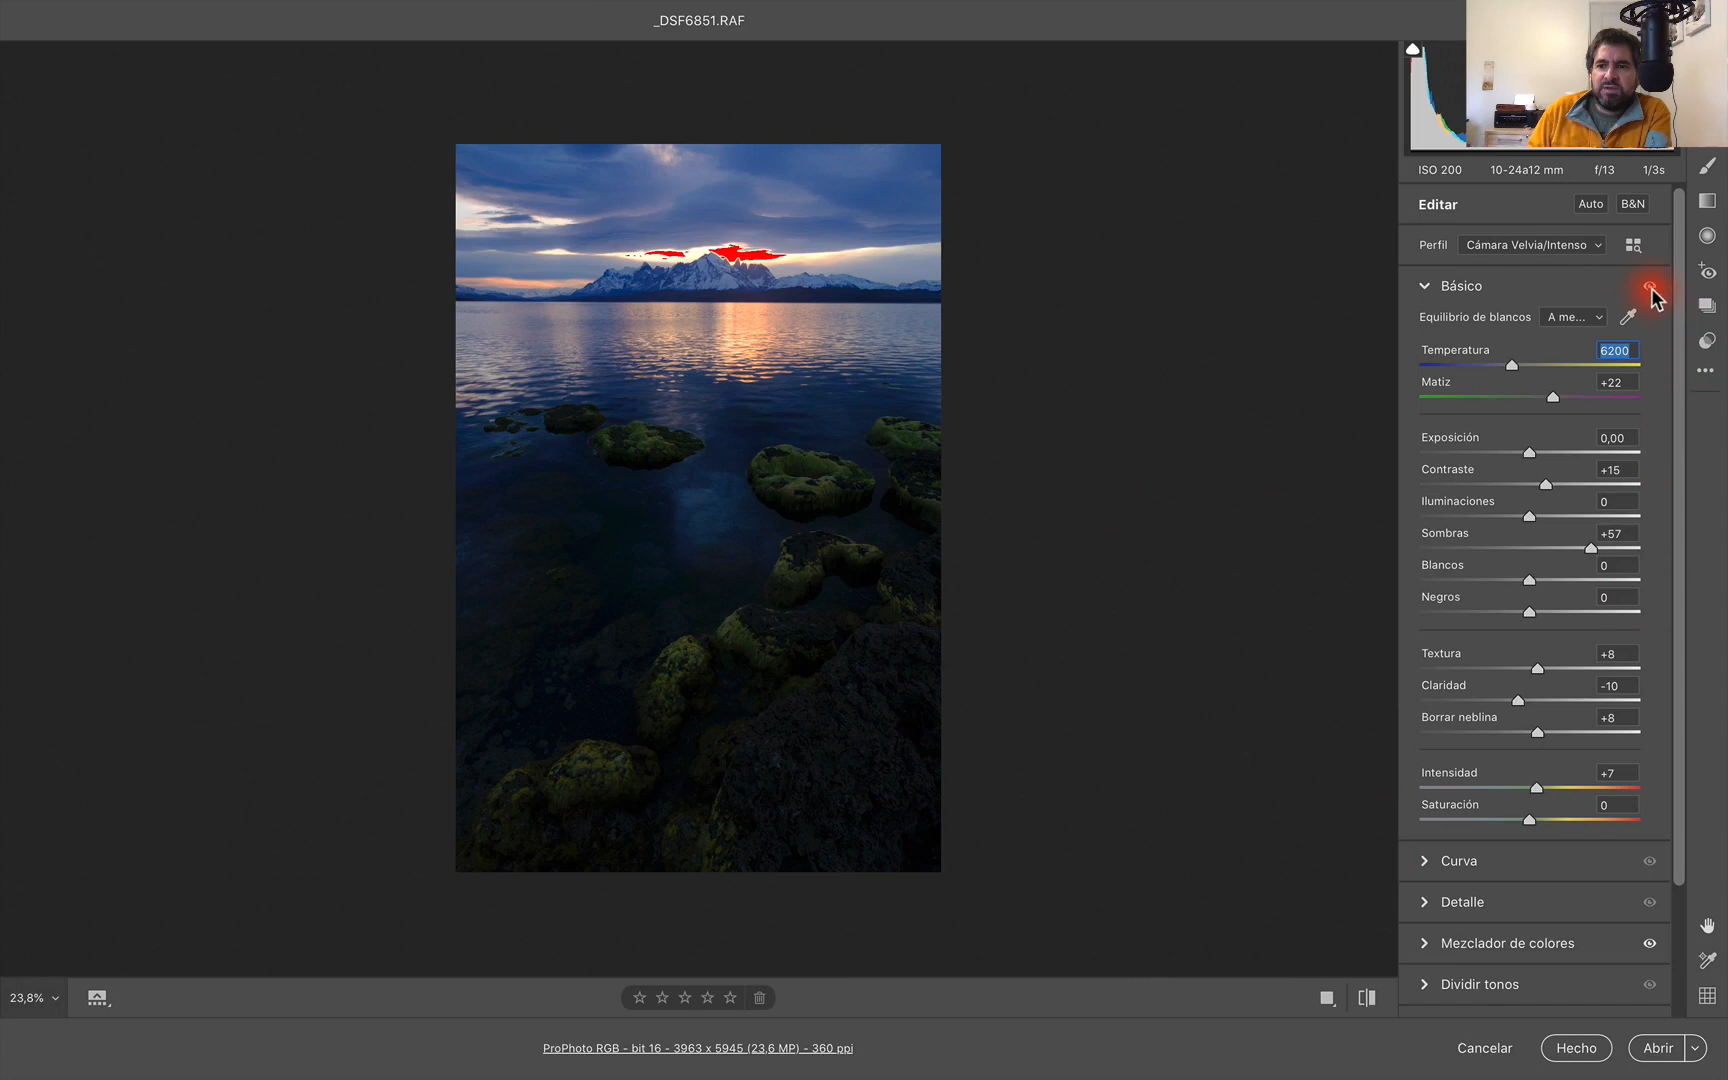 _DSF6851.RAF
ISO 200 10-24a12 mm f/13 1/3s
Editar Auto B&N
Perfil Cámara Velvia/Intenso
Básico
Equilibrio de blancos A me...
Temperatura 6200
Matiz +22
Exposición 0,00
Contraste +15
Iluminaciones 0
Sombras +57
Blancos 0
Negros 0
Textura +8
Claridad -10
Borrar neblina +8
Intensidad +7
Saturación 0
Curva
Detalle
Mezclador de colores
Dividir tonos
23,8%
ProPhoto RGB - bit 16 - 3963 x 5945 (23,6 MP) - 360 ppi
Cancelar Hecho Abrir